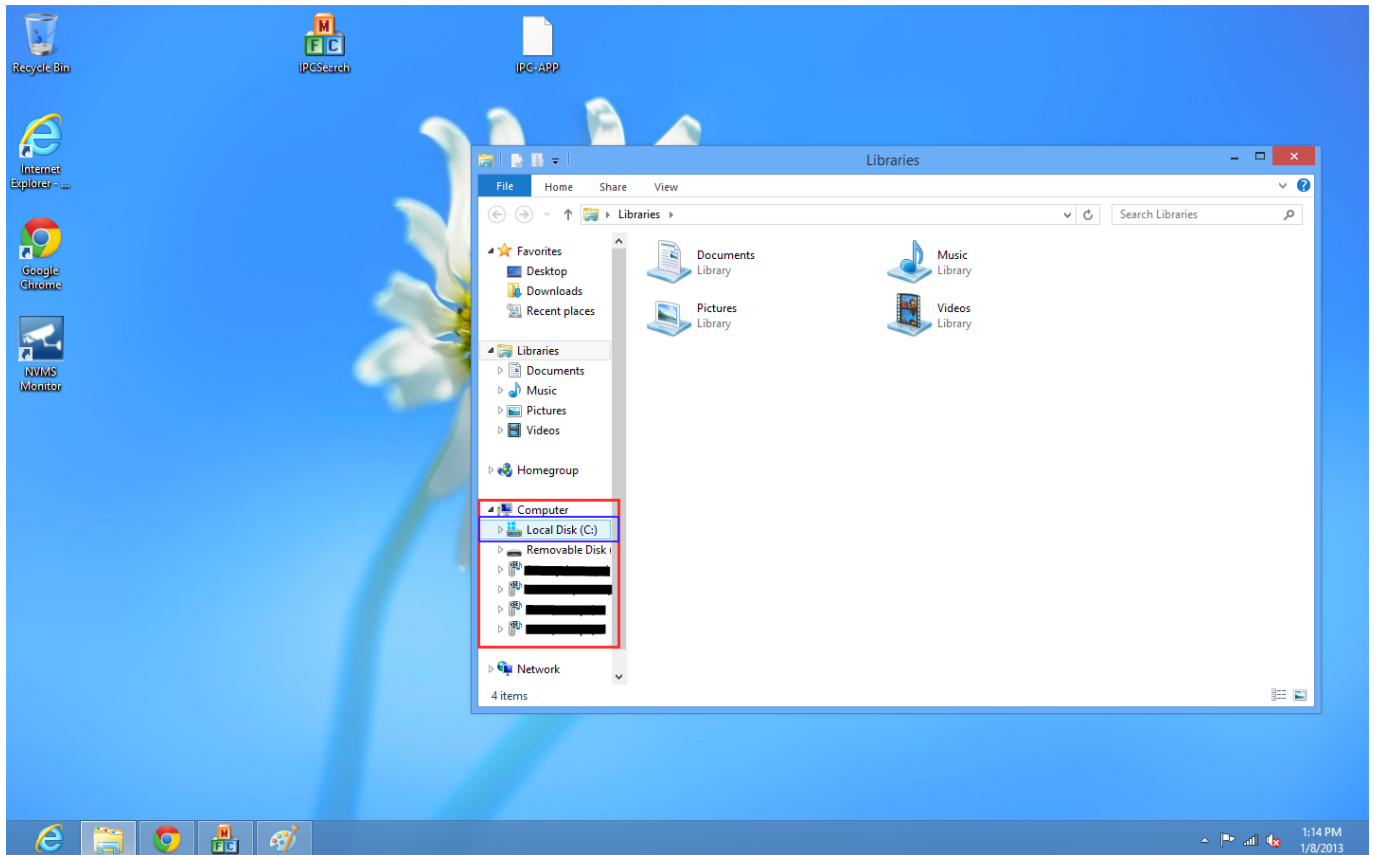 Recycle Bin
IPCSearch
IPC-APP
Internet
Explorer - ...
Google
Chrome
NVMS
Monitor
Libraries
File Home Share View
Libraries
Search Libraries
Favorites
Desktop
Downloads
Recent places
Libraries
Documents
Music
Pictures
Videos
Homegroup
Computer
Local Disk (C:)
Removable Disk (
Network
Documents
Library
Music
Library
Pictures
Library
Videos
Library
4 items
M
F C
M
F C
1:14 PM
1/8/2013